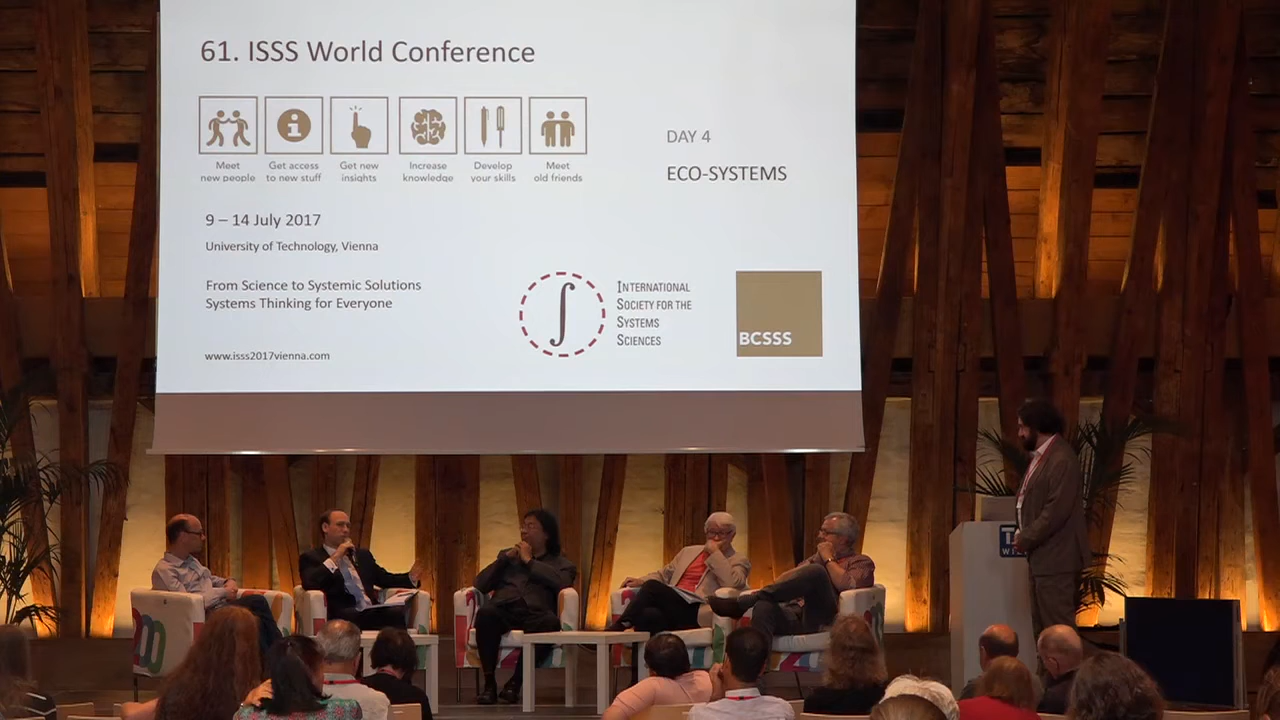 61. ISSS World Conference
Meet
new people
Get access
to new stuff
Get new
insights
Increase
knowledge
Develop
your skills
Meet
old friends
DAY 4
ECO-SYSTEMS
9 – 14 July 2017
University of Technology, Vienna
From Science to Systemic Solutions
Systems Thinking for Everyone
www.isss2017vienna.com
INTERNATIONAL
SOCIETY FOR THE
SYSTEMS
SCIENCES
BCSSS